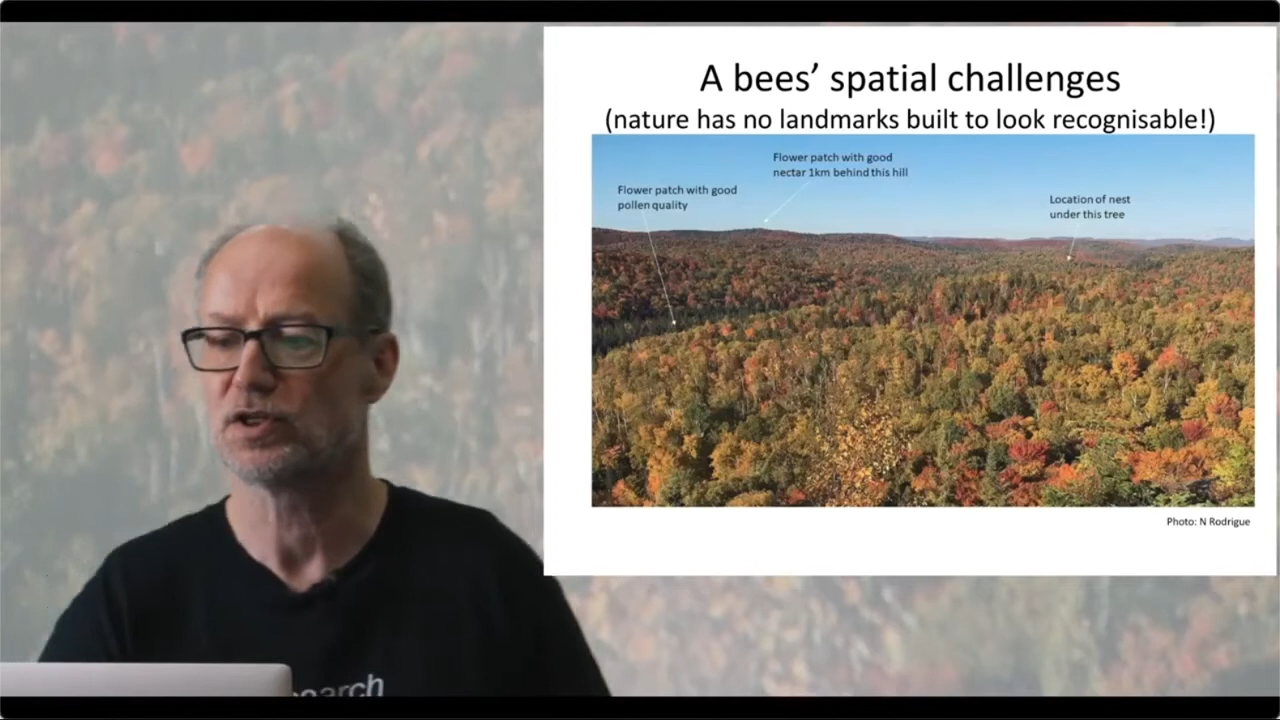 A bees’ spatial challenges
(nature has no landmarks built to look recognisable!)
Flower patch with good
nectar 1km behind this hill
Flower patch with good
pollen quality
Location of nest
under this tree
Photo: N Rodrigue